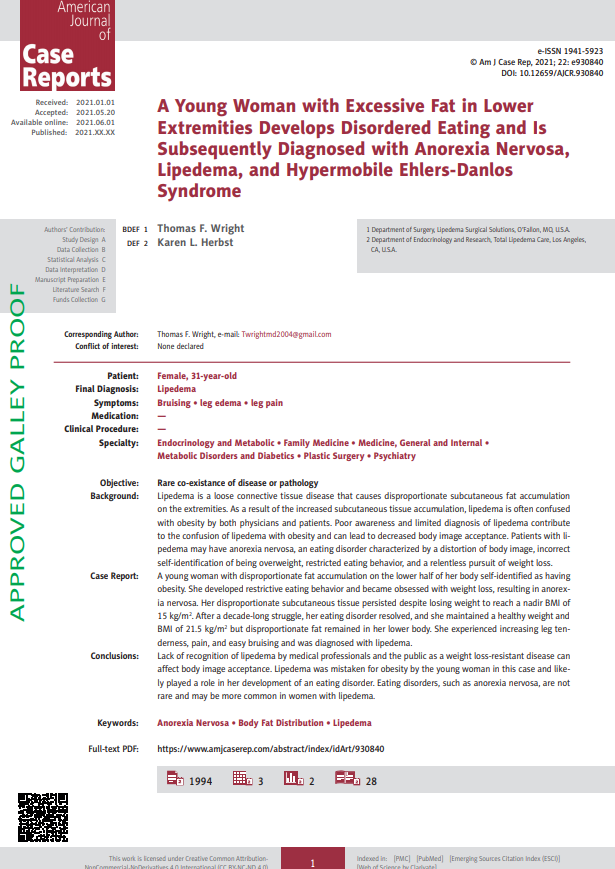 American
Journal
of
Case
Reports
e-ISSN 1941-5923
© Am J Case Rep, 2021; 22: e930840
DOI: 10.12659/AJCR.930840
Received: 2021.01.01
Accepted: 2021.05.20
Available online: 2021.06.01
Published: 2021.XX.XX
A Young Woman with Excessive Fat in Lower
Extremities Develops Disordered Eating and Is
Subsequently Diagnosed with Anorexia Nervosa,
Lipedema, and Hypermobile Ehlers-Danlos
Syndrome
Authors' Contribution:
Study Design A
Data Collection B
Statistical Analysis C
Data Interpretation D
Manuscript Preparation E
Literature Search F
Funds Collection G
BDEF 1 Thomas F. Wright
DEF 2 Karen L. Herbst
1 Department of Surgery, Lipedema Surgical Solutions, O'Fallon, MO, U.S.A.
2 Department of Endocrinology and Research, Total Lipedema Care, Los Angeles,
CA, U.S.A.
APPROVED GALLEY PROOF
Corresponding Author: Thomas F. Wright, e-mail: Twrightmd2004@gmail.com
Conflict of interest: None declared
Patient: Female, 31-year-old
Final Diagnosis: Lipedema
Symptoms: Bruising • leg edema • leg pain
Medication: —
Clinical Procedure: —
Specialty: Endocrinology and Metabolic • Family Medicine • Medicine, General and Internal •
Metabolic Disorders and Diabetics • Plastic Surgery • Psychiatry
Objective: Rare co-existance of disease or pathology
Background: Lipedema is a loose connective tissue disease that causes disproportionate subcutaneous fat accumulation
on the extremities. As a result of the increased subcutaneous tissue accumulation, lipedema is often confused
with obesity by both physicians and patients. Poor awareness and limited diagnosis of lipedema contribute
to the confusion of lipedema with obesity and can lead to decreased body image acceptance. Patients with li-
pedema may have anorexia nervosa, an eating disorder characterized by a distortion of body image, incorrect
self-identification of being overweight, restricted eating behavior, and a relentless pursuit of weight loss.
Case Report: A young woman with disproportionate fat accumulation on the lower half of her body self-identified as having
obesity. She developed restrictive eating behavior and became obsessed with weight loss, resulting in anorex-
ia nervosa. Her disproportionate subcutaneous tissue persisted despite losing weight to reach a nadir BMI of
15 kg/m². After a decade-long struggle, her eating disorder resolved, and she maintained a healthy weight and
BMI of 21.5 kg/m² but disproportionate fat remained in her lower body. She experienced increasing leg ten-
derness, pain, and easy bruising and was diagnosed with lipedema.
Conclusions: Lack of recognition of lipedema by medical professionals and the public as a weight loss-resistant disease can
affect body image acceptance. Lipedema was mistaken for obesity by the young woman in this case and like-
ly played a role in her development of an eating disorder. Eating disorders, such as anorexia nervosa, are not
rare and may be more common in women with lipedema.
Keywords: Anorexia Nervosa • Body Fat Distribution • Lipedema
Full-text PDF: https://www.amjcaserep.com/abstract/index/idArt/930840
1994 3 2 28
This work is licensed under Creative Common Attribution-
NonCommercial-NoDerivatives 4.0 International (CC BY-NC-ND 4.0)
1
Indexed in: [PMC] [PubMed] [Emerging Sources Citation Index (ESCI)]
[Web of Science by Clarivate]